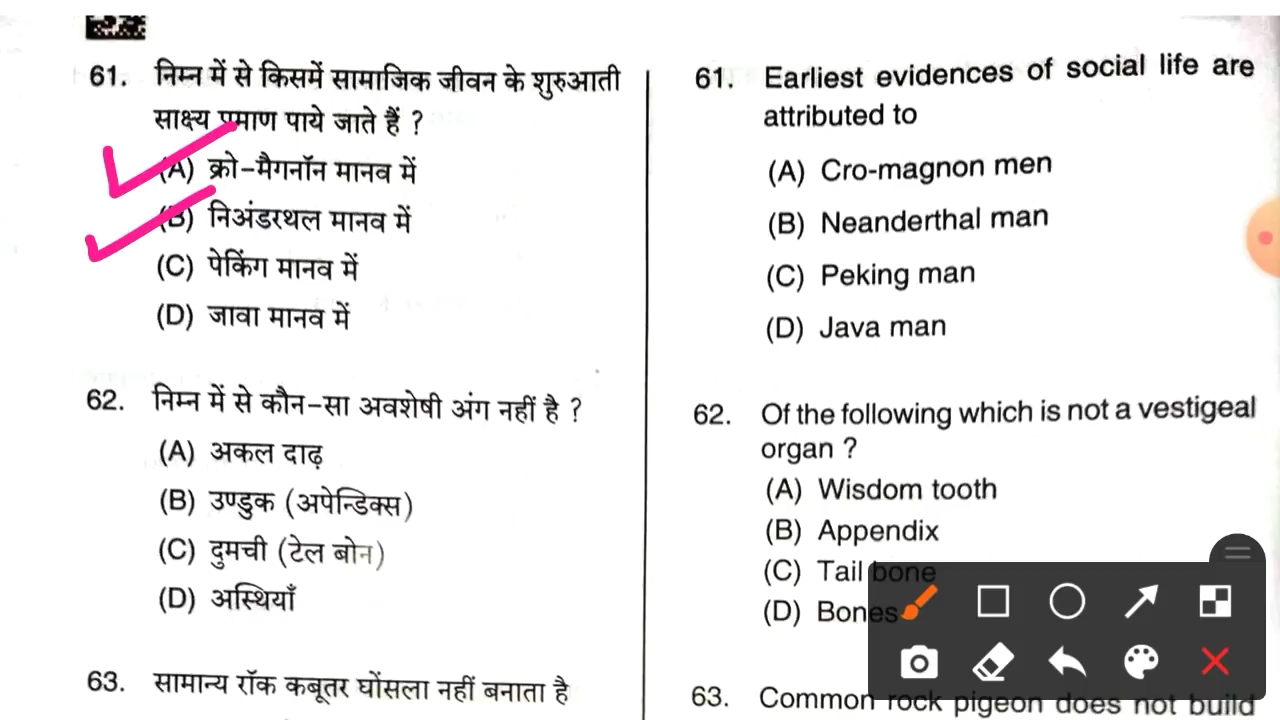 61. निम्न में से किसमें सामाजिक जीवन के शुरुआती
साक्ष्य प्रमाण पाये जाते हैं ?
(A) क्रो-मैगनॉन मानव में
(B) निअंडरथल मानव में
(C) पेकिंग मानव में
(D) जावा मानव में
62. निम्न में से कौन-सा अवशेषी अंग नहीं है ?
(A) अकल दाढ़
(B) उण्डुक (अपेन्डिक्स)
(C) दुमची (टेल बोन)
(D) अस्थियाँ
63. सामान्य रॉक कबूतर घोंसला नहीं बनाता है
61. Earliest evidences of social life are
attributed to
(A) Cro-magnon men
(B) Neanderthal man
(C) Peking man
(D) Java man
62. Of the following which is not a vestigeal
organ ?
(A) Wisdom tooth
(B) Appendix
(C) Tail bone
(D) Bones
63. Common rock pigeon does not build